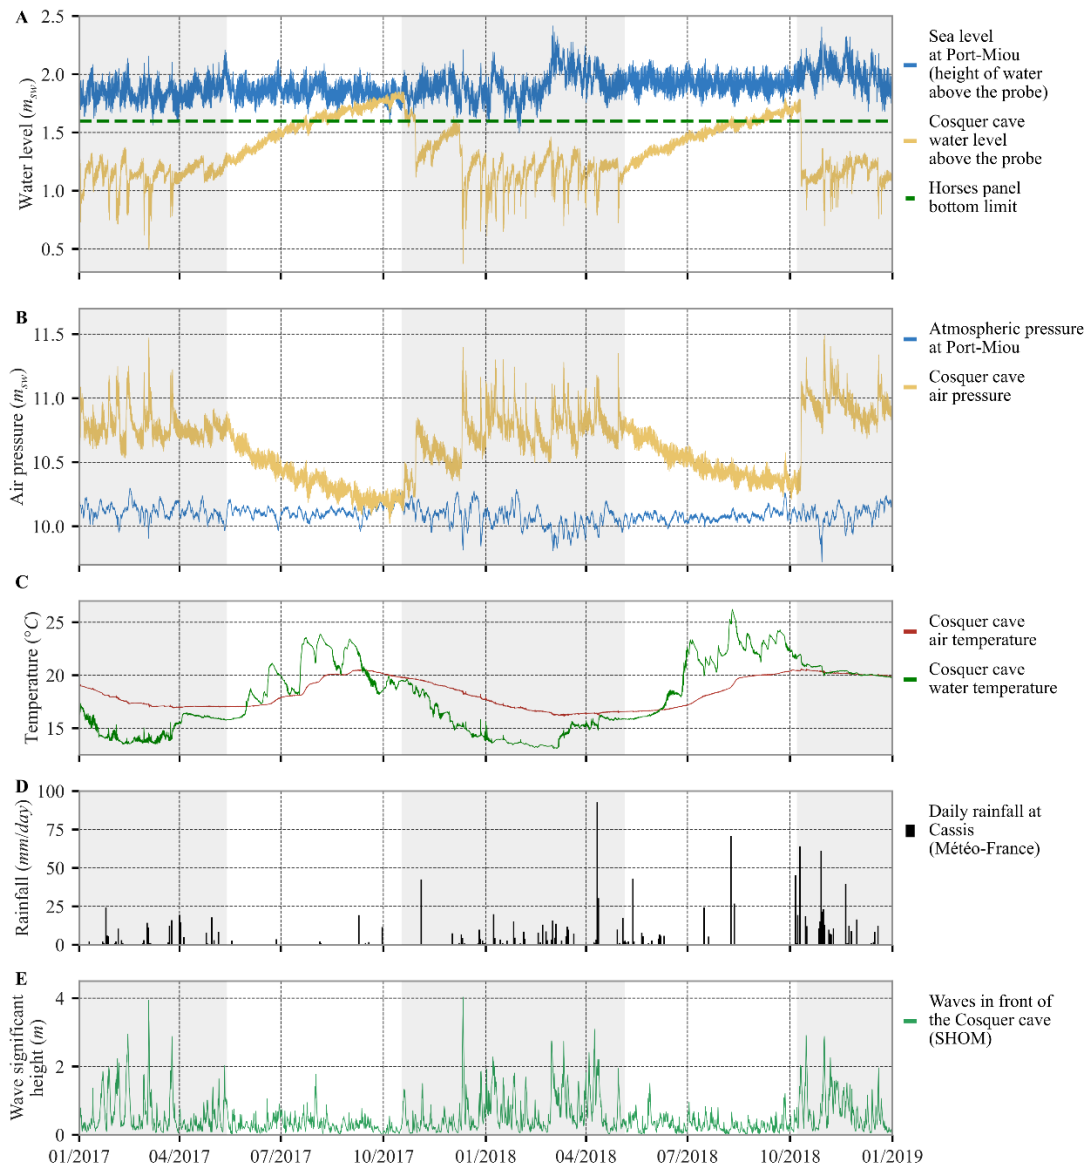 A
2.5
2.0
1.5
1.0
0.5
Water level (m_sw)
Sea level
at Port-Miou
(height of water
above the probe)
Cosquer cave
water level
above the probe
Horses panel
bottom limit
B
11.5
11.0
10.5
10.0
Air pressure (m_sw)
Atmospheric pressure
at Port-Miou
Cosquer cave
air pressure
C
25
20
15
Temperature (°C)
Cosquer cave
air temperature
Cosquer cave
water temperature
D
100
75
50
25
0
Rainfall (mm/day)
Daily rainfall at
Cassis
(Météo-France)
E
4
2
0
Wave significant
height (m)
Waves in front of
the Cosquer cave
(SHOM)
01/2017 04/2017 07/2017 10/2017 01/2018 04/2018 07/2018 10/2018 01/2019